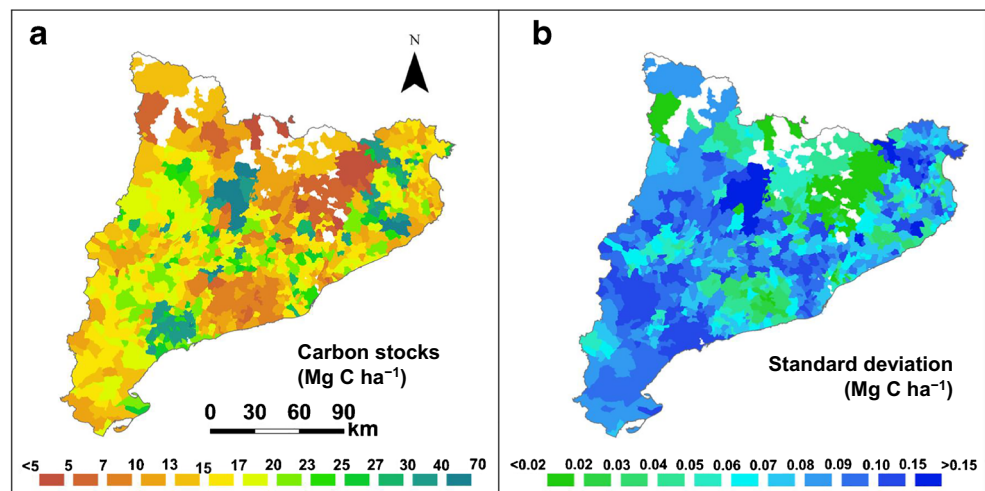 a
N
Carbon stocks
(Mg C ha⁻¹)
0 30 60 90
km
<5 5 7 10 13 15 17 20 23 25 27 30 40 70
b
Standard deviation
(Mg C ha⁻¹)
<0.02 0.02 0.03 0.04 0.05 0.06 0.07 0.08 0.09 0.10 0.15 >0.15